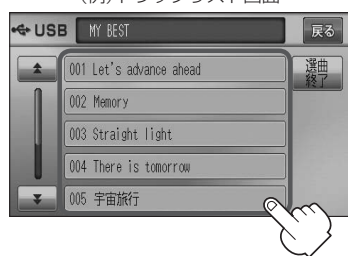 (例)トラックリスト画面
USB MY BEST 戻る
001 Let's advance ahead
選曲
終了
002 Memory
003 Straight light
004 There is tomorrow
005 宇宙旅行